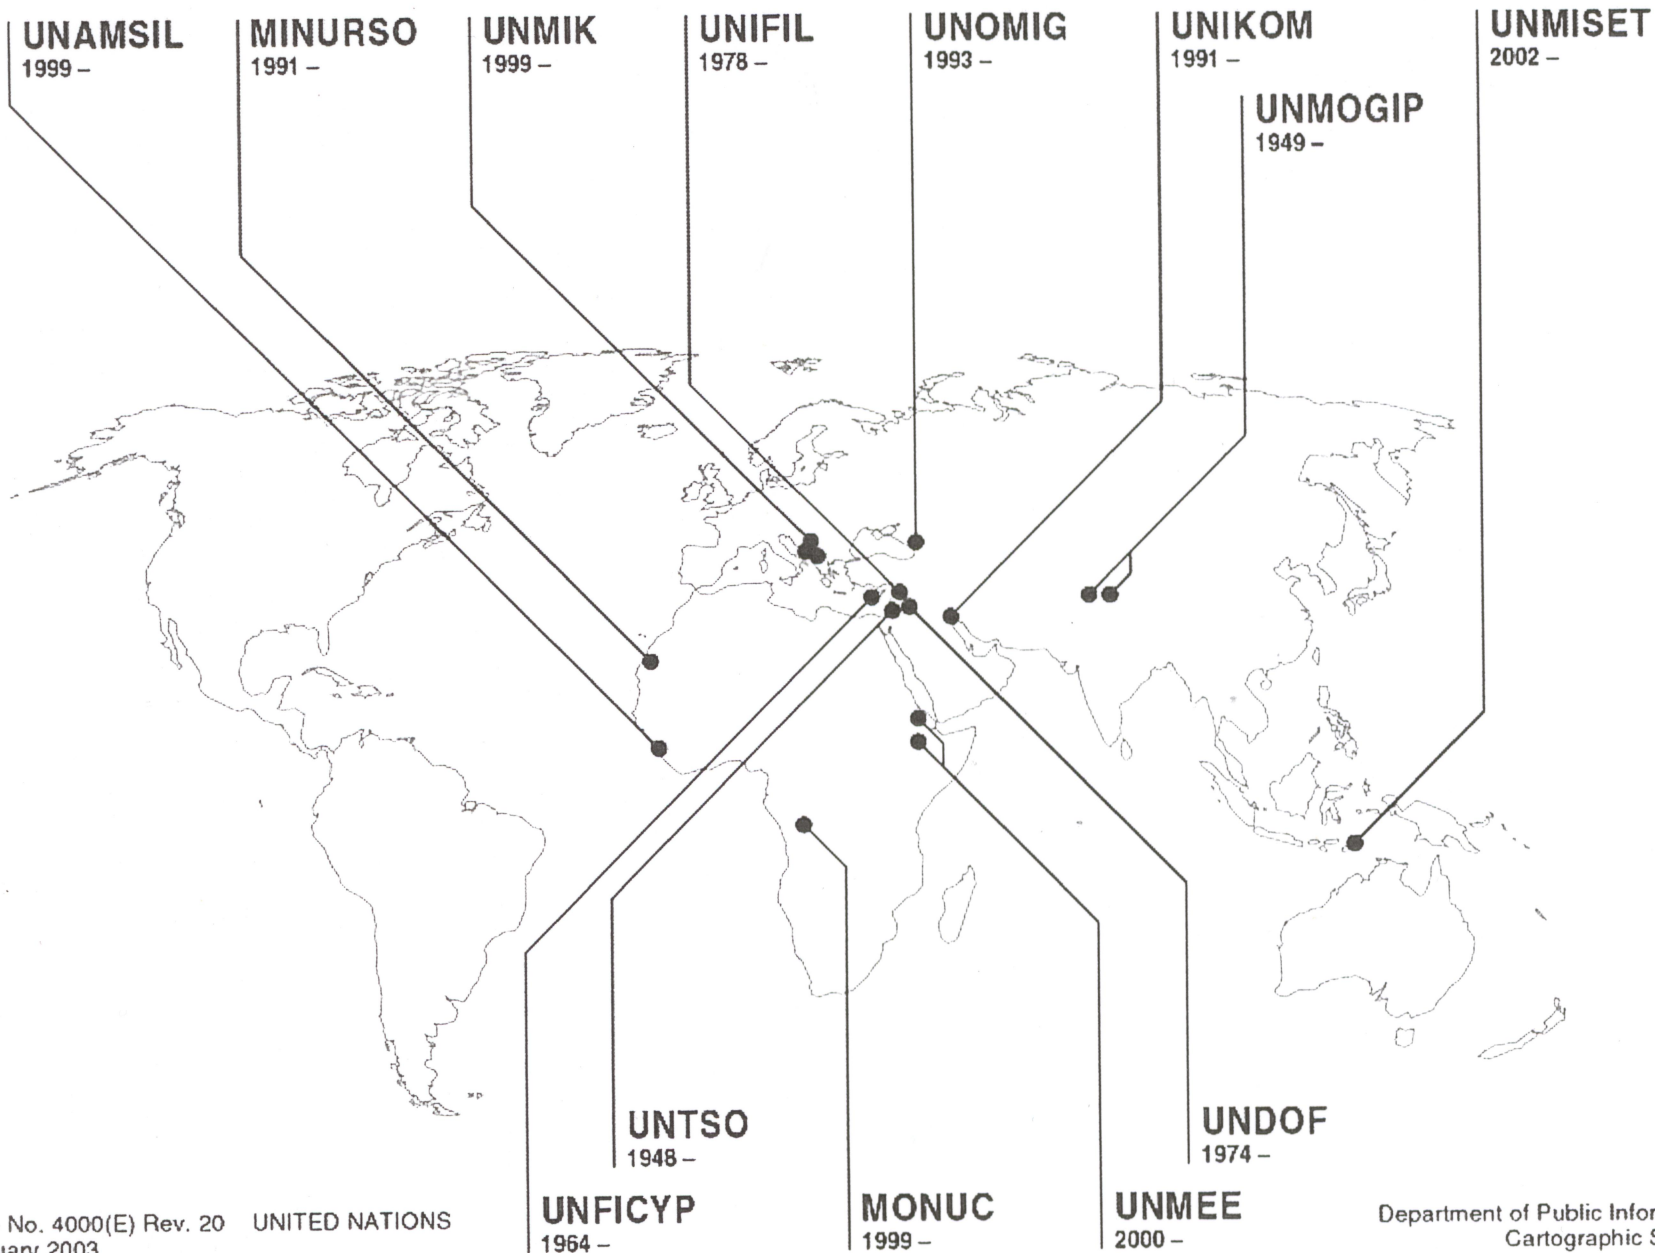 UNAMSIL
1999 –
MINURSO
1991 –
UNMIK
1999 –
UNIFIL
1978 –
UNOMIG
1993 –
UNIKOM
1991 –
UNMISET
2002 –
UNMOGIP
1949 –
UNTSO
1948 –
UNDOF
1974 –
UNFICYP
1964 –
MONUC
1999 –
UNMEE
2000 –
No. 4000(E) Rev. 20 UNITED NATIONS
2003
Department of Public
Cartographic